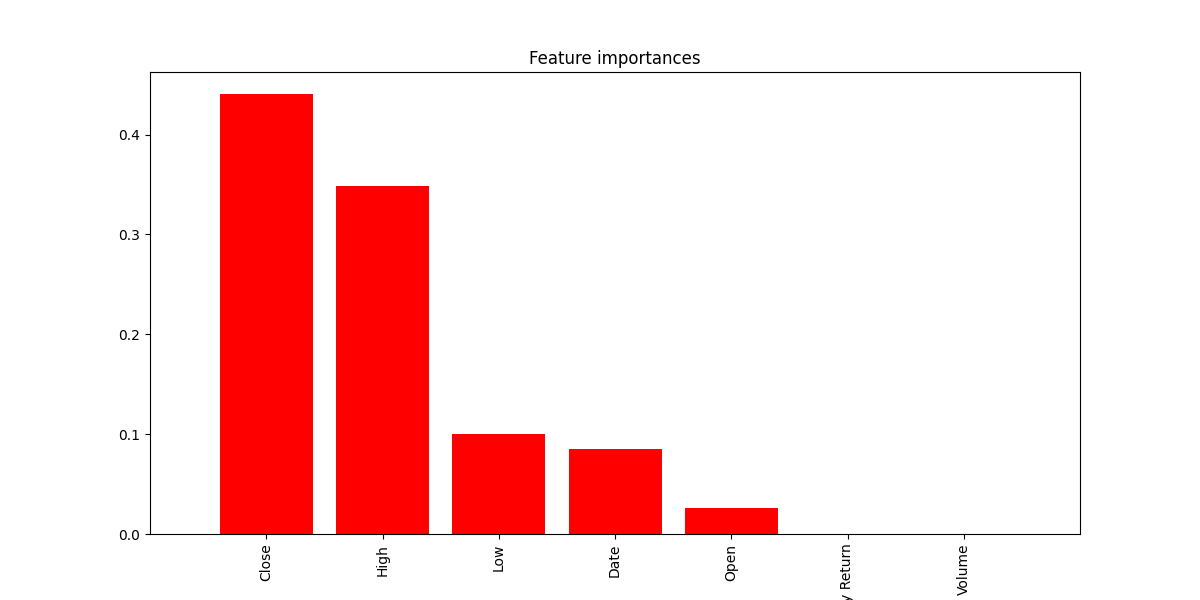 Feature importances
0.4
0.3
0.2
0.1
0.0
Close
High
Low
Date
Open
y Return
Volume